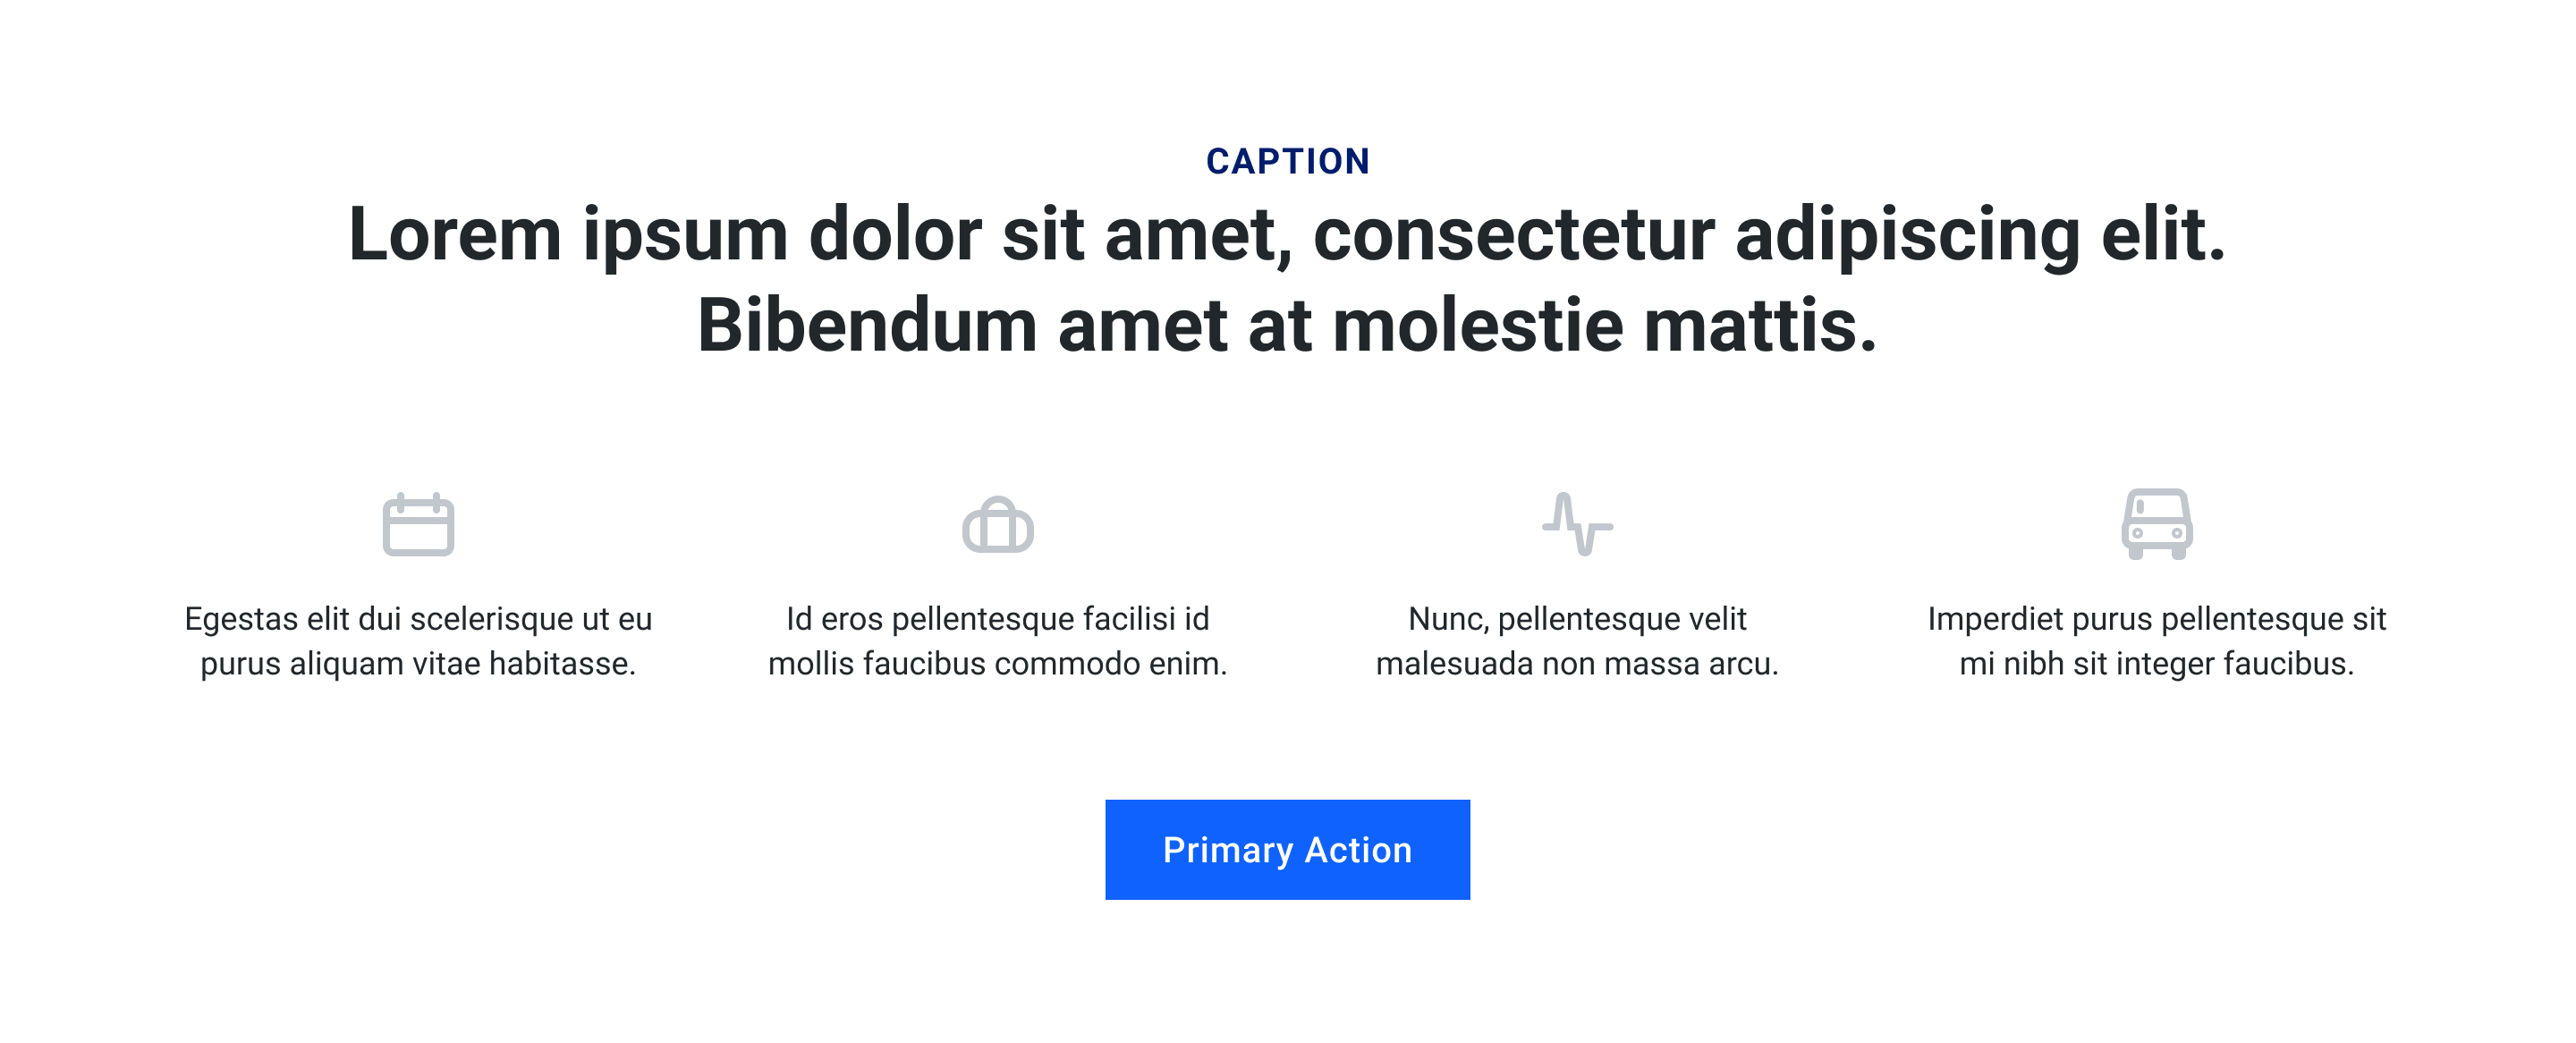 CAPTION
Lorem ipsum dolor sit amet, consectetur adipiscing elit.
Bibendum amet at molestie mattis.
Egestas elit dui scelerisque ut eu
purus aliquam vitae habitasse.
Id eros pellentesque facilisi id
mollis faucibus commodo enim.
Nunc, pellentesque velit
malesuada non massa arcu.
Imperdiet purus pellentesque sit
mi nibh sit integer faucibus.
Primary Action